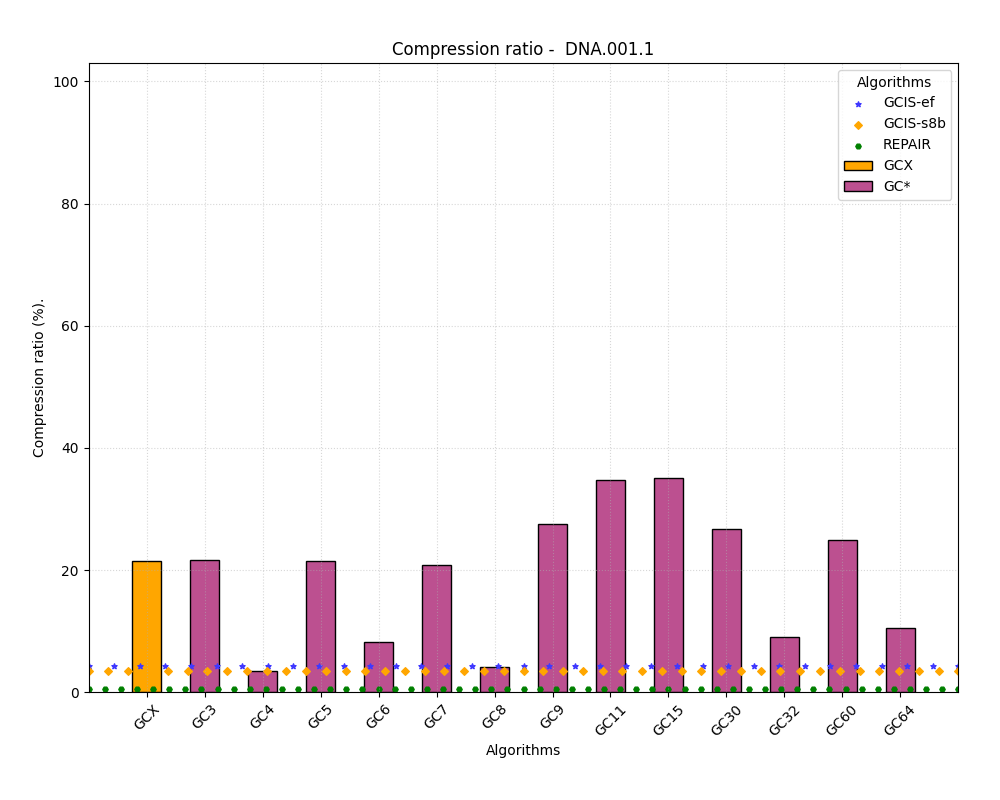 Compression ratio -  DNA.001.1
Algorithms
GCIS-ef
GCIS-s8b
REPAIR
GCX
GC*
Compression ratio (%).
100
80
60
40
20
0
GCX GC3 GC4 GC5 GC6 GC7 GC8 GC9 GC11 GC15 GC30 GC32 GC60 GC64
Algorithms